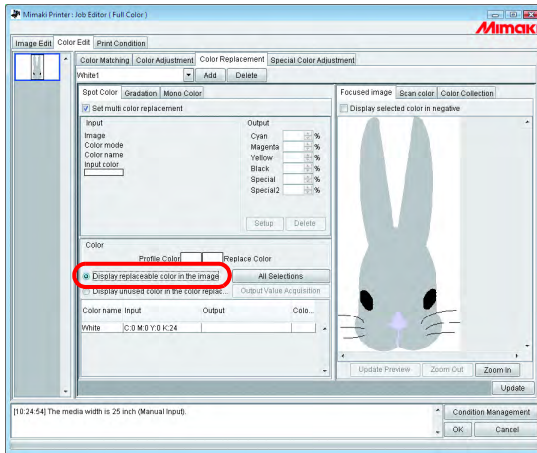 Mimaki Printer : Job Editor ( Full Color )
Mimaki
Image Edit Color Edit Print Condition
Color Matching Color Adjustment Color Replacement Special Color Adjustment
White1 Add Delete
Spot Color Gradation Mono Color
Focused image Scan color Color Collection
Set multi color replacement
Display selected color in negative
Input Output
Image Cyan %
Color mode Magenta %
Color name Yellow %
Input color Black %
Special %
Special2 %
Setup Delete
Color
Profile Color Replace Color
Display replaceable color in the image All Selections
Display unused color in the color replac... Output Value Acquisition
Color name Input Output Colo...
White C:0 M:0 Y:0 K:24
Update Preview Zoom Out Zoom In
Update
[10:24:54] The media width is 25 inch (Manual Input).
Condition Management
OK Cancel